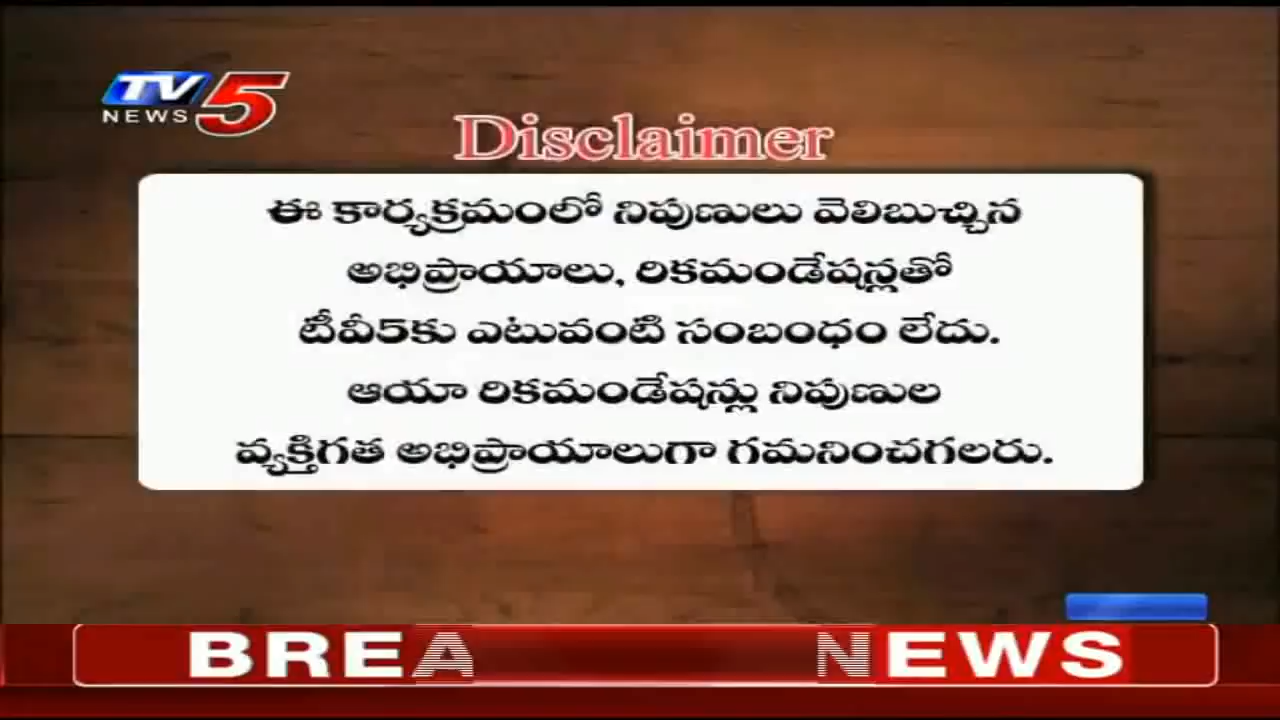 TV5
NEWS
Disclaimer
ఈ కార్యక్రమంలో నిపుణులు వెలిబుచ్చిన
అభిప్రాయాలు, రికమండేషన్లతో
టీవీ5కు ఎటువంటి సంబంధం లేదు.
ఆయా రికమండేషన్లు నిపుణుల
వ్యక్తిగత అభిప్రాయాలుగా గమనించగలరు.
BREA NEWS